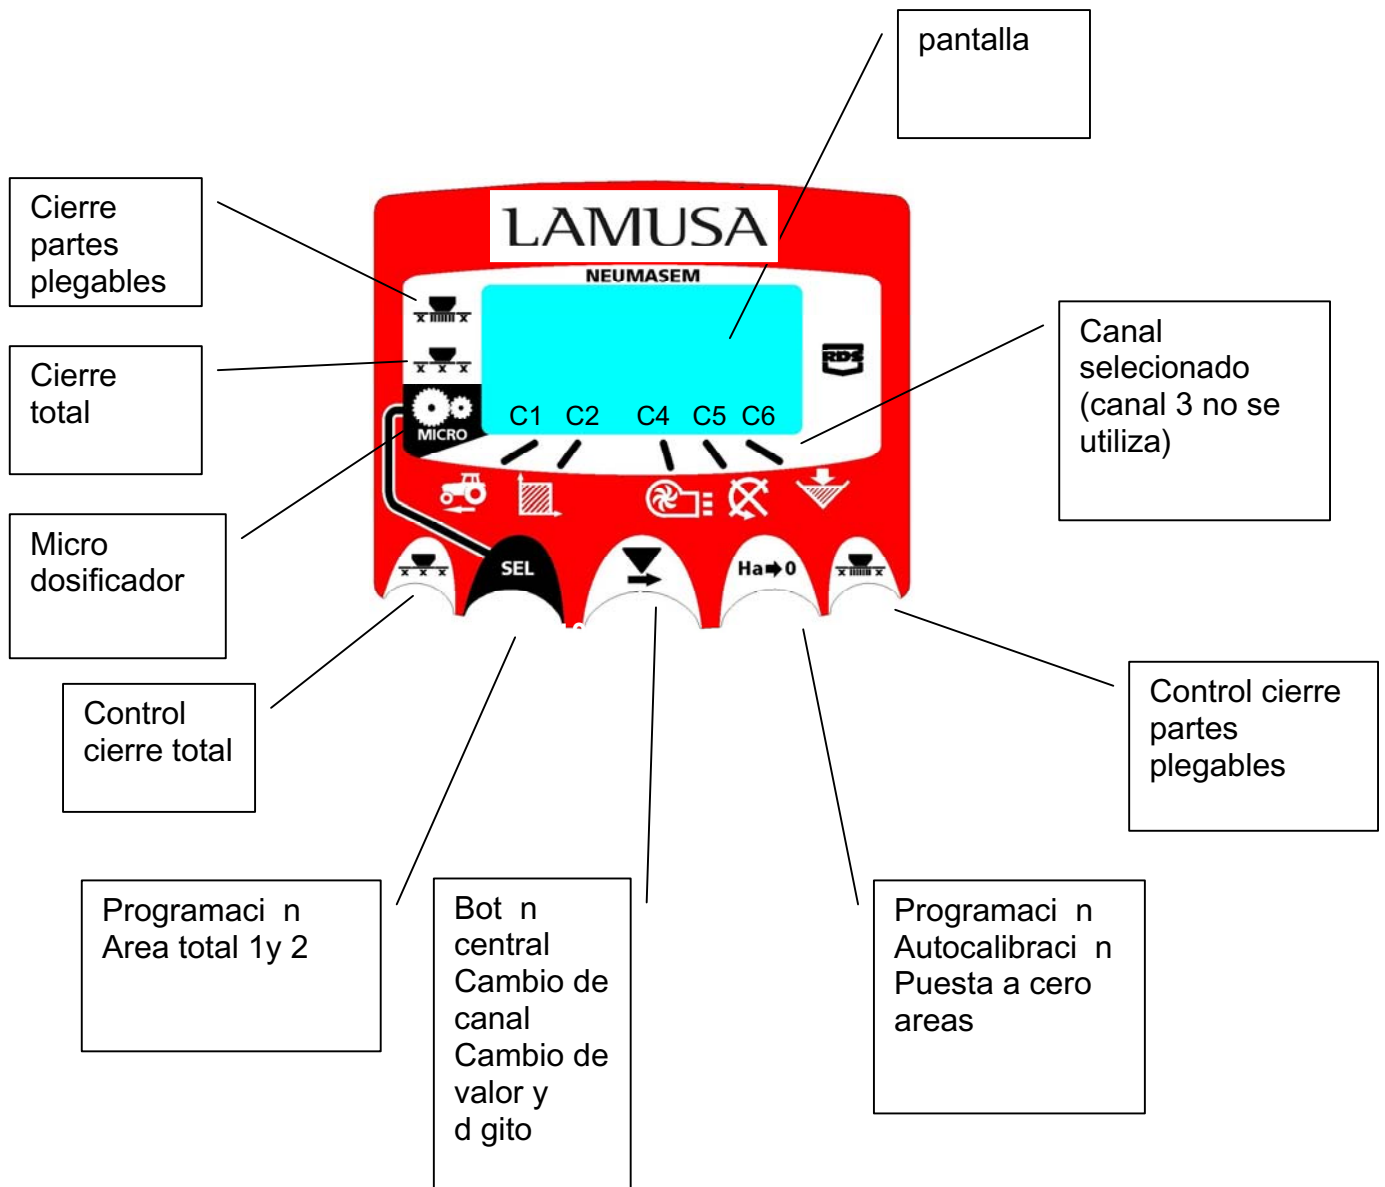 pantalla
Cierre
partes
plegables
LAMUSA
NEUMASEM
Cierre
total
RDS
Canal
selecionado
(canal 3 no se
utiliza)
MICRO
C1 C2 C4 C5 C6
Micro
dosificador
SEL
Ha➡0
Control
cierre total
Control cierre
partes
plegables
Programaci n
Area total 1y 2
Bot n
central
Cambio de
canal
Cambio de
valor y
d gito
Programaci n
Autocalibraci n
Puesta a cero
areas